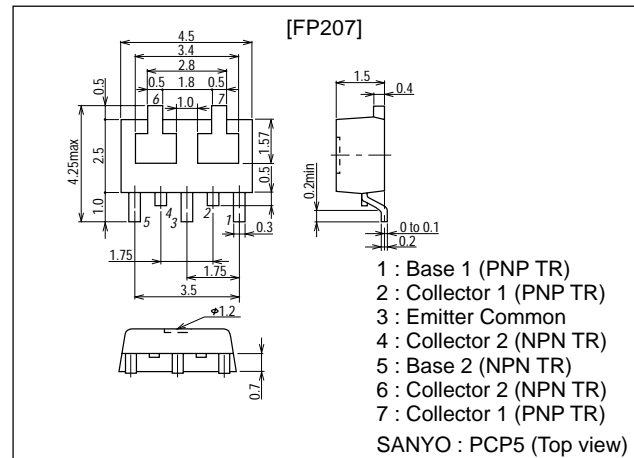 [FP207]
4.5
3.4
2.8
0.5 1.8 0.5
6 1.0 7
0.5
4.25max
2.5
1.0
1.57
0.5
5 4 3 2 1
0.3
1.75
1.75
3.5
1.5
0.4
0.2min
0 to 0.1
0.2
φ1.2
0.7
1 : Base 1 (PNP TR)
2 : Collector 1 (PNP TR)
3 : Emitter Common
4 : Collector 2 (NPN TR)
5 : Base 2 (NPN TR)
6 : Collector 2 (NPN TR)
7 : Collector 1 (PNP TR)
SANYO : PCP5 (Top view)